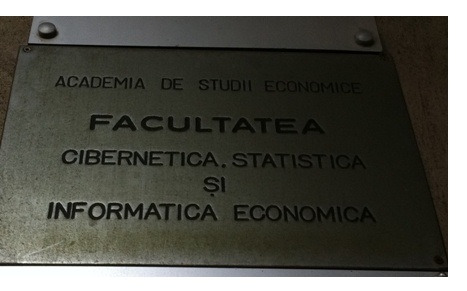 ACADEMIA DE STUDII ECONOMICE
FACULTATEA
CIBERNETICA. STATISTICA
ȘI
INFORMATICA ECONOMICA